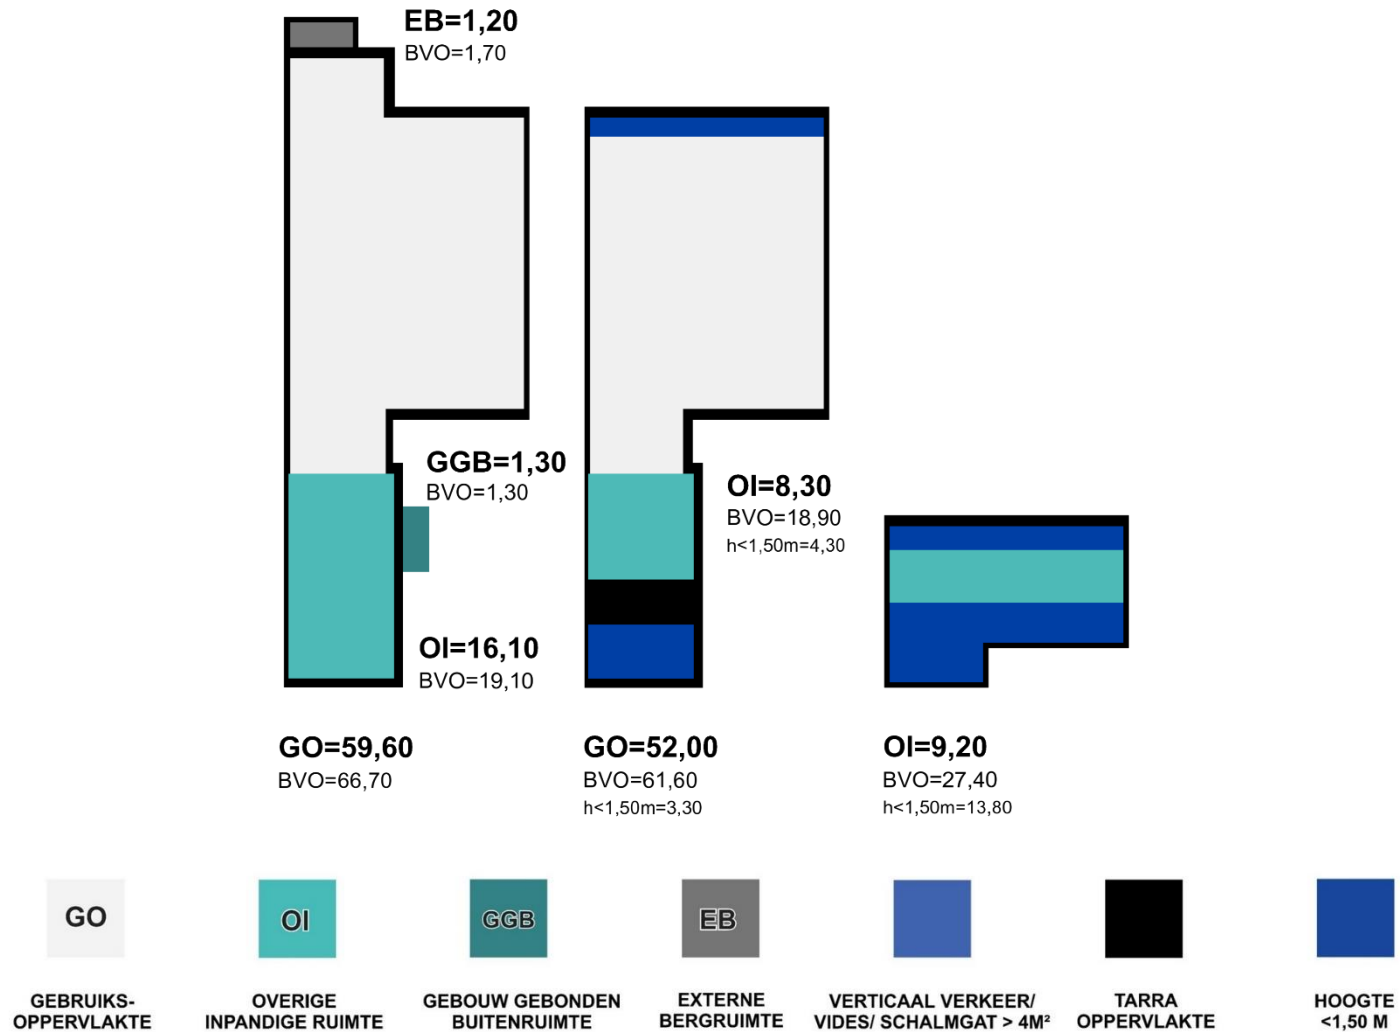 EB=1,20
BVO=1,70
GGB=1,30
BVO=1,30
OI=16,10
BVO=19,10
OI=8,30
BVO=18,90
h<1,50m=4,30
GO=59,60
BVO=66,70
GO=52,00
BVO=61,60
h<1,50m=3,30
OI=9,20
BVO=27,40
h<1,50m=13,80
GO
OI
GGB
EB
GEBRUIKS-
OPPERVLAKTE
OVERIGE
INPANDIGE RUIMTE
GEBOUW GEBONDEN
BUITENRUIMTE
EXTERNE
BERGRUIMTE
VERTICAAL VERKEER/
VIDES/ SCHALMGAT > 4M²
TARRA
OPPERVLAKTE
HOOGTE
<1,50 M